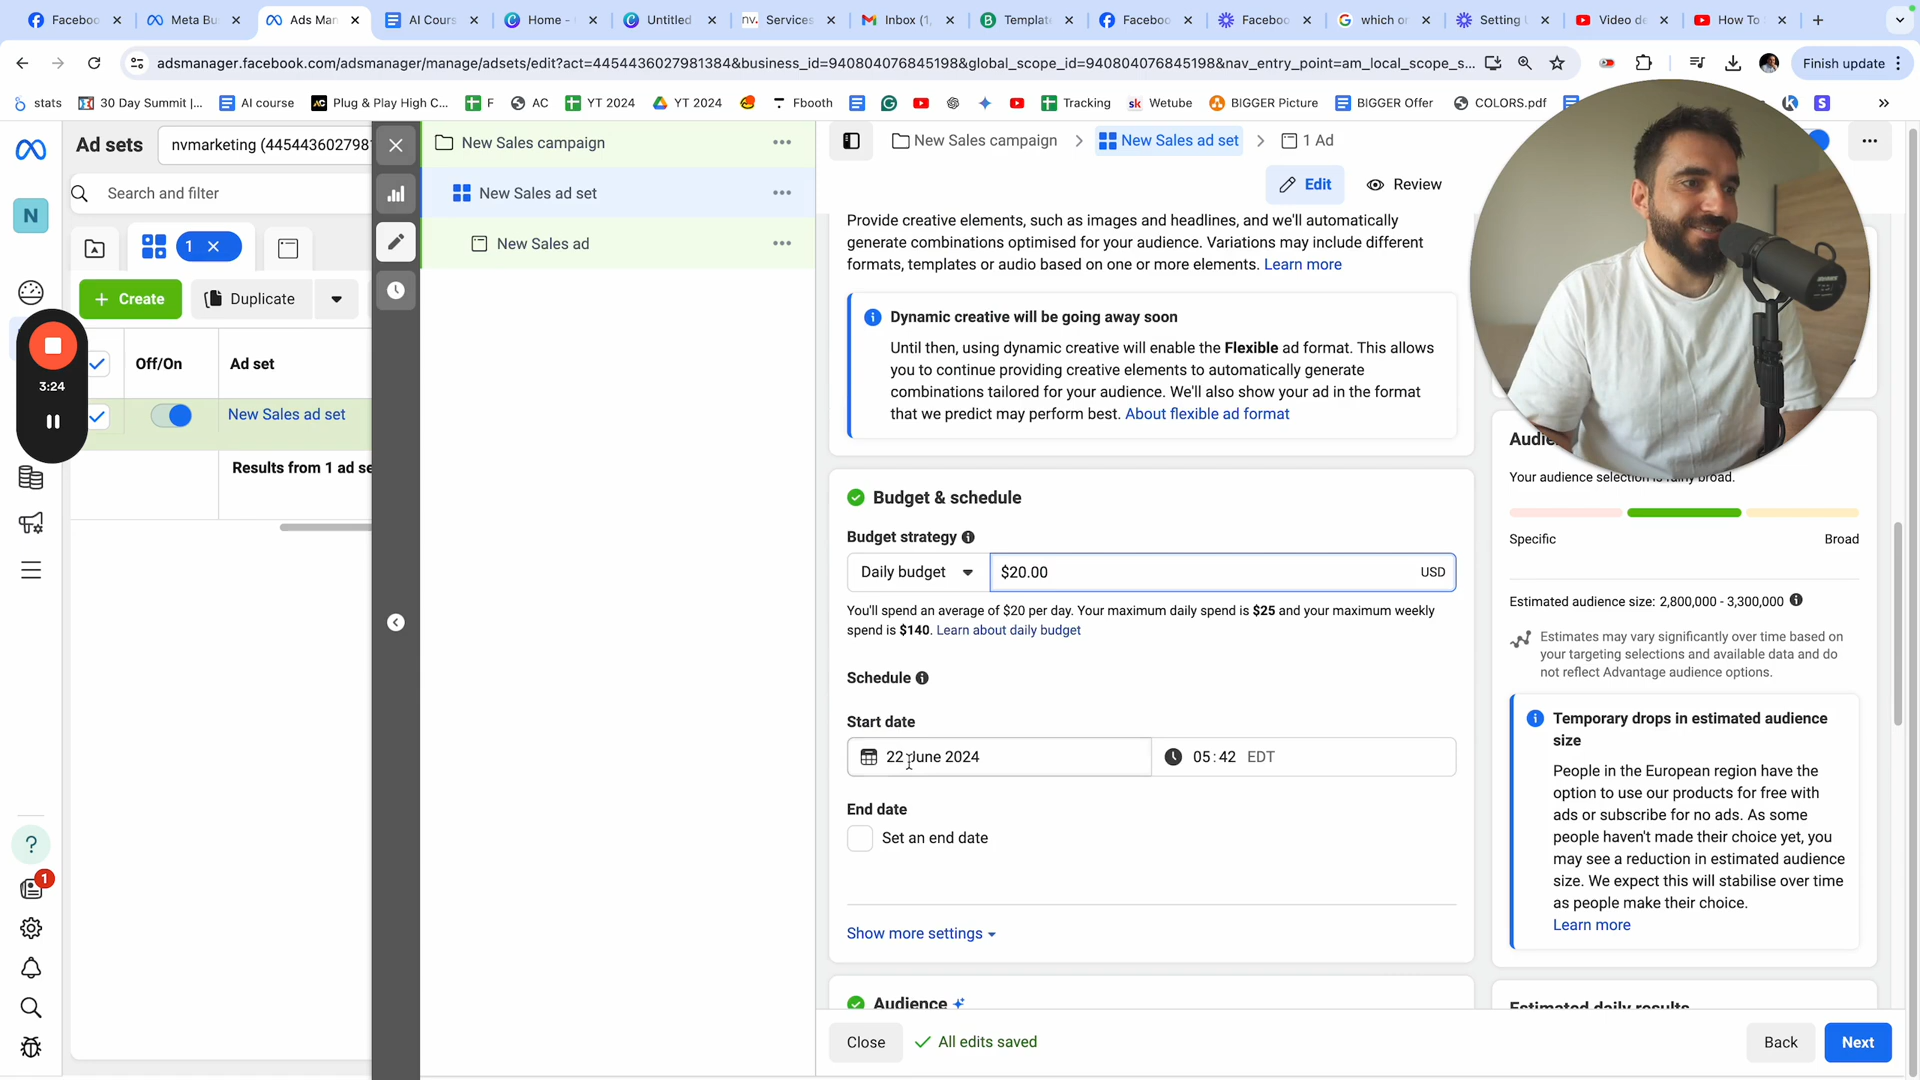 Facebo
Meta Bu
Ads Man
AI Cours
Home -
Untitled
nv. Services
Inbox (1,
Templat
Faceboo
Faceboo
which or
Setting
Video de
How To
adsmanager.facebook.com/adsmanager/manage/adsets/edit?act=4454436027981384&business_id=940804076845198&global_scope_id=940804076845198&nav_entry_point=am_local_scope_s...
Finish update
stats
30 Day Summit |...
AI course
Plug & Play High C...
F
AC
YT 2024
YT 2024
Fbooth
Tracking
Wetube
BIGGER Picture
BIGGER Offer
COLORS.pdf
Ad sets
nvmarketing (445443602798
Search and filter
N
1
Create
Duplicate
3:24
Off/On
Ad set
New Sales ad set
Results from 1 ad se
1
New Sales campaign
New Sales ad set
New Sales ad
New Sales campaign
New Sales ad set
1 Ad
Edit
Review
Provide creative elements, such as images and headlines, and we'll automatically
generate combinations optimised for your audience. Variations may include different
formats, templates or audio based on one or more elements. Learn more
Dynamic creative will be going away soon
Until then, using dynamic creative will enable the Flexible ad format. This allows
you to continue providing creative elements to automatically generate
combinations tailored for your audience. We'll also show your ad in the format
that we predict may perform best. About flexible ad format
Budget & schedule
Budget strategy
Daily budget
$20.00
USD
You'll spend an average of $20 per day. Your maximum daily spend is $25 and your maximum weekly
spend is $140. Learn about daily budget
Schedule
Start date
22 June 2024
05:42 EDT
End date
Set an end date
Show more settings
Audience
Close
All edits saved
Back
Next
Audie
Your audience selection is fairly broad.
Specific
Broad
Estimated audience size: 2,800,000 - 3,300,000
Estimates may vary significantly over time based on
your targeting selections and available data and do
not reflect Advantage audience options.
Temporary drops in estimated audience
size
People in the European region have the
option to use our products for free with
ads or subscribe for no ads. As some
people haven't made their choice yet, you
may see a reduction in estimated audience
size. We expect this will stabilise over time
as people make their choice.
Learn more
Estimated daily results